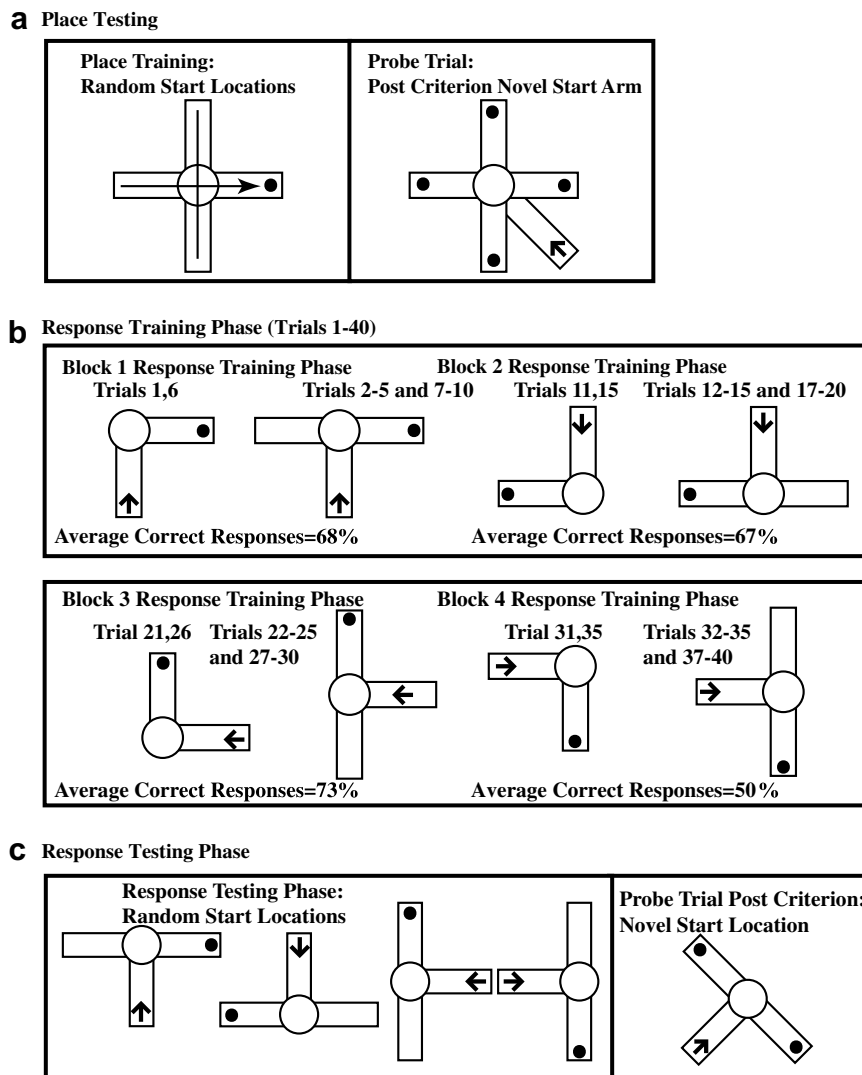 a Place Testing
Place Training:
Random Start Locations
Probe Trial:
Post Criterion Novel Start Arm
b Response Training Phase (Trials 1-40)
Block 1 Response Training Phase
Trials 1,6
Trials 2-5 and 7-10
Average Correct Responses=68%
Block 2 Response Training Phase
Trials 11,15
Trials 12-15 and 17-20
Average Correct Responses=67%
Block 3 Response Training Phase
Trial 21,26
Trials 22-25
and 27-30
Average Correct Responses=73%
Block 4 Response Training Phase
Trial 31,35
Trials 32-35
and 37-40
Average Correct Responses=50%
c Response Testing Phase
Response Testing Phase:
Random Start Locations
Probe Trial Post Criterion:
Novel Start Location